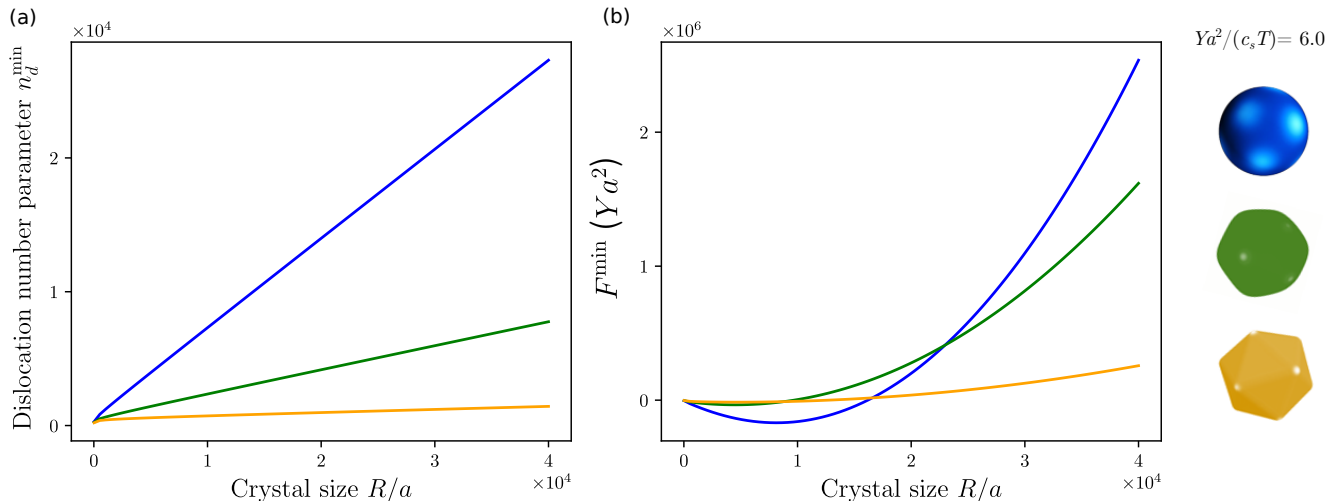 (a)
×10⁴
Dislocation number parameter n_d^min
0
1
2
0
1
2
3
4
×10⁴
Crystal size R/a
(b)
×10⁶
F^min (Ya²)
0
1
2
0
1
2
3
4
×10⁴
Crystal size R/a
Ya²/(c_sT)= 6.0